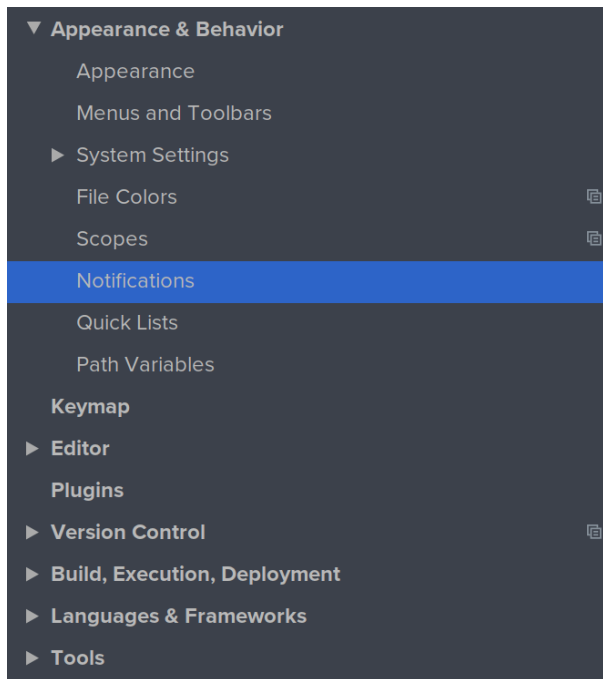 Appearance & Behavior
Appearance
Menus and Toolbars
System Settings
File Colors
Scopes
Notifications
Quick Lists
Path Variables
Keymap
Editor
Plugins
Version Control
Build, Execution, Deployment
Languages & Frameworks
Tools